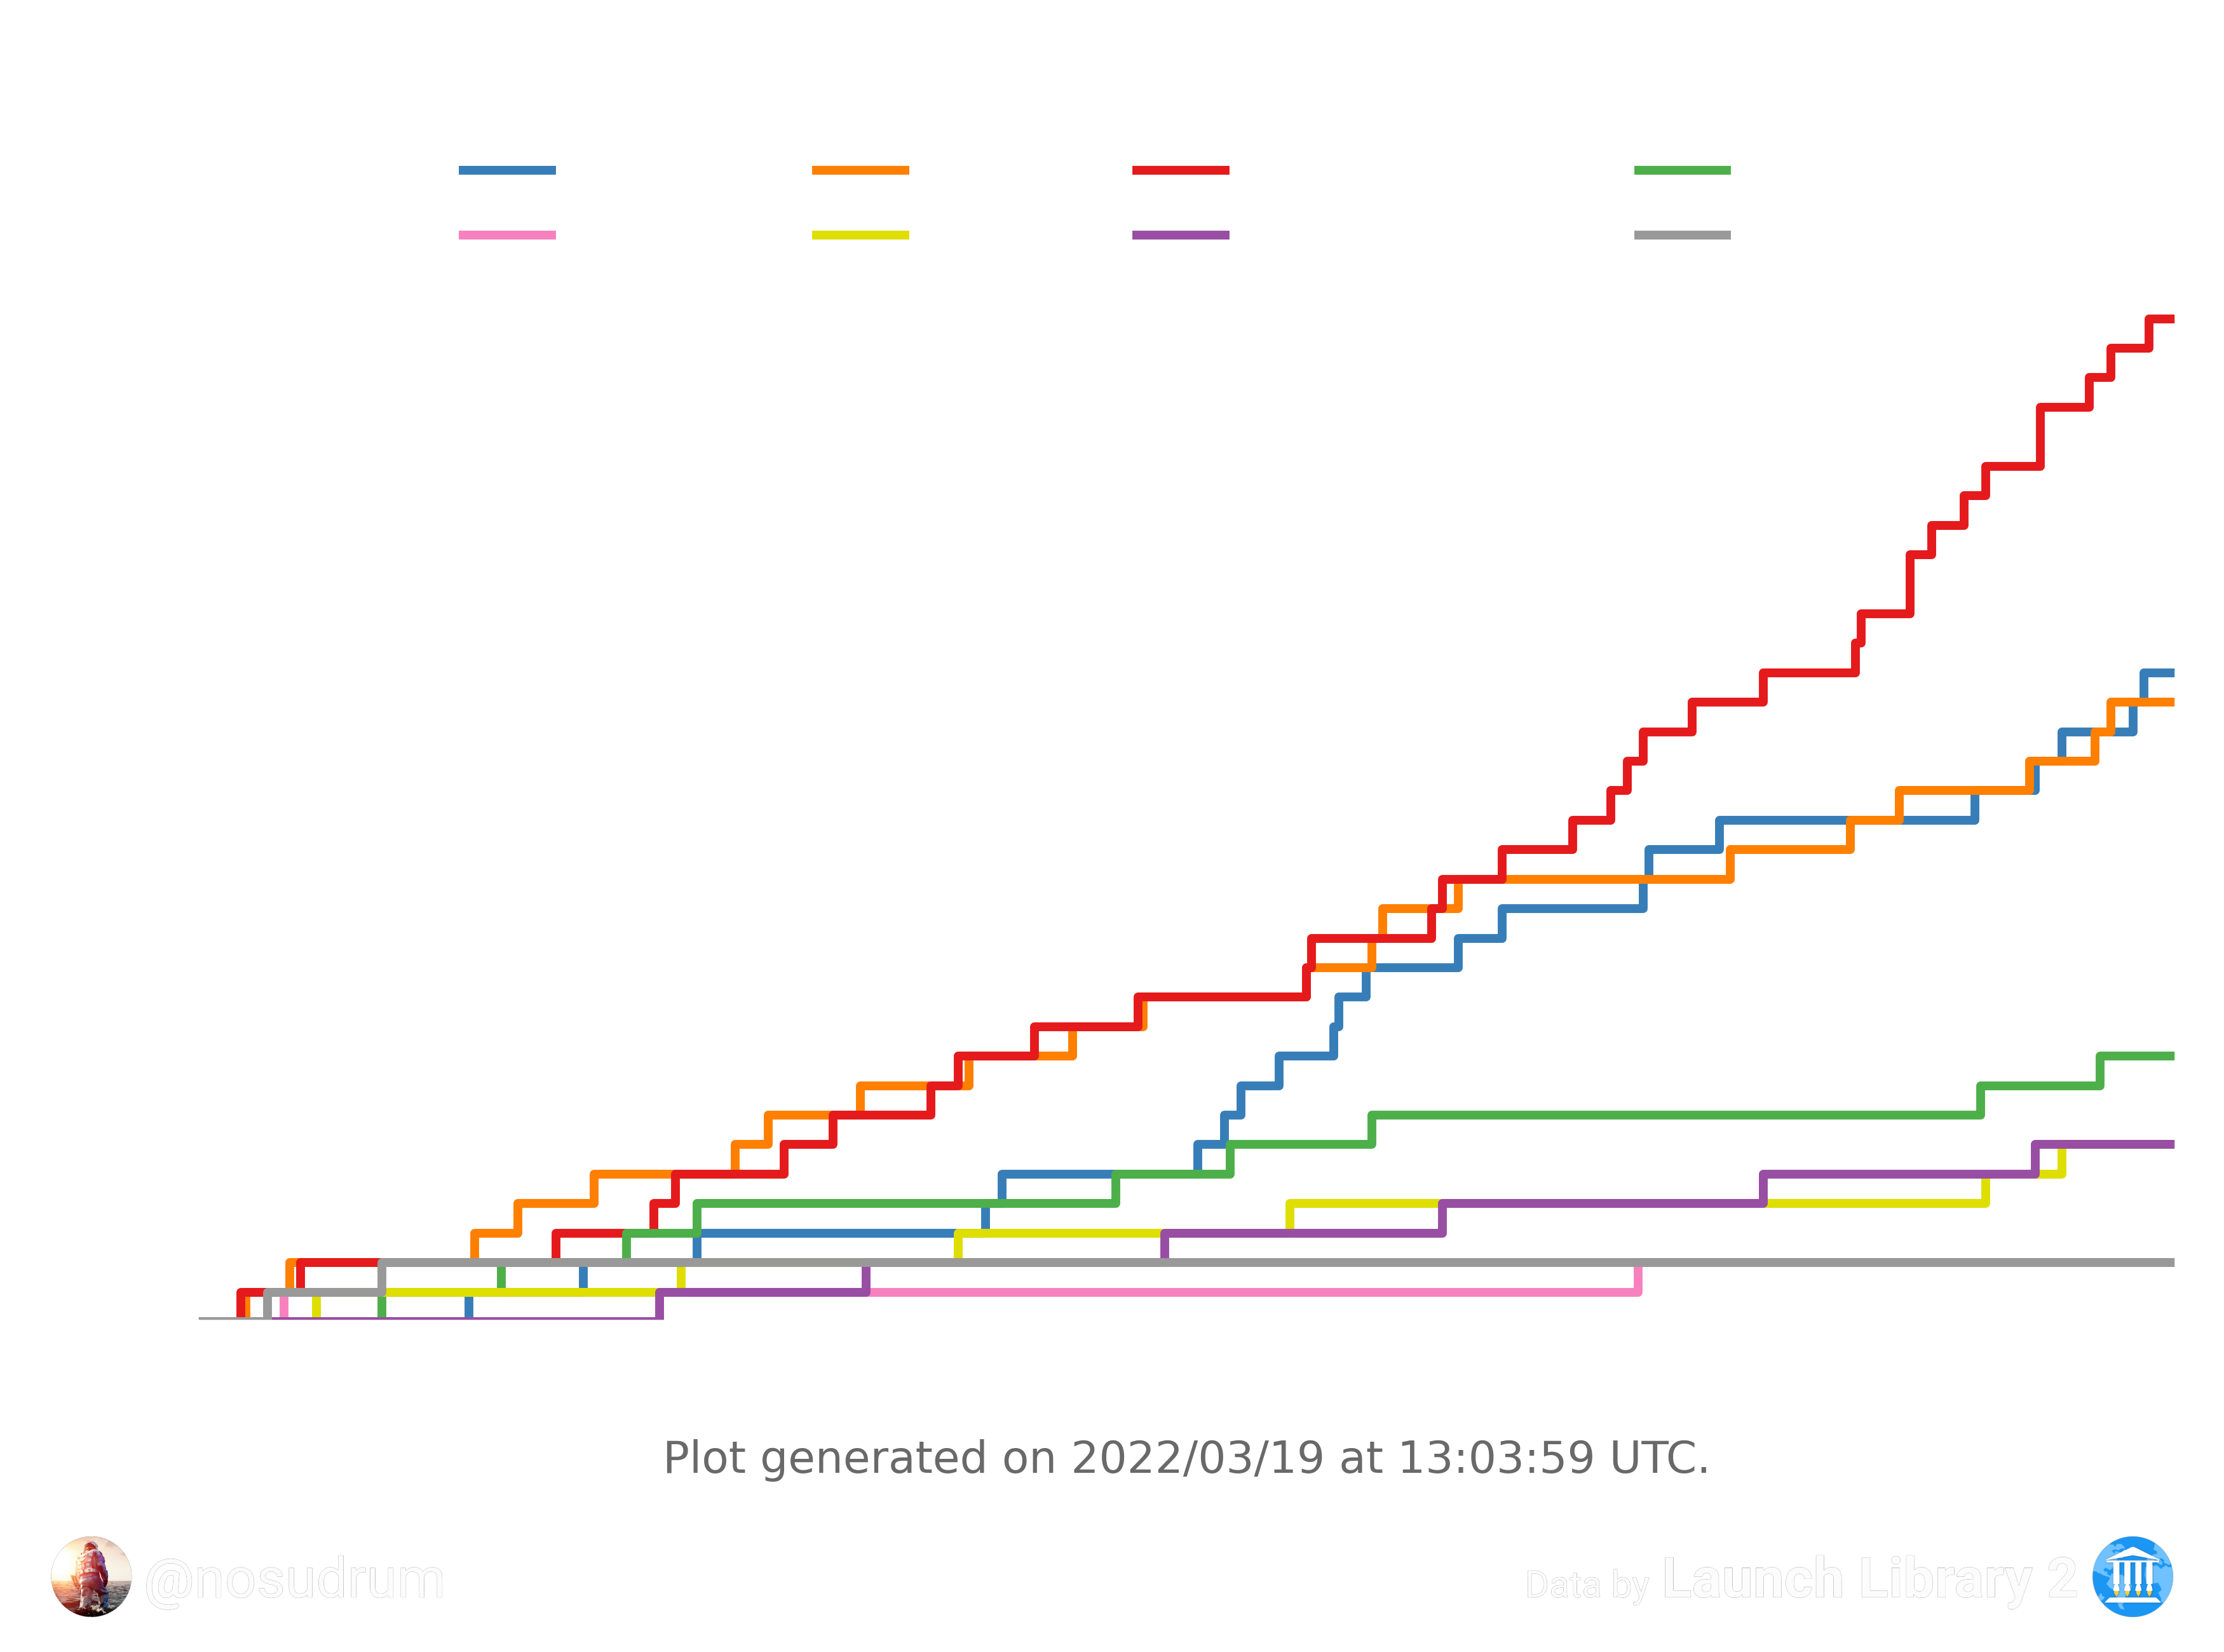 Plot generated on 2022/03/19 at 13:03:59 UTC.
@nosudrum
Data by Launch Library 2